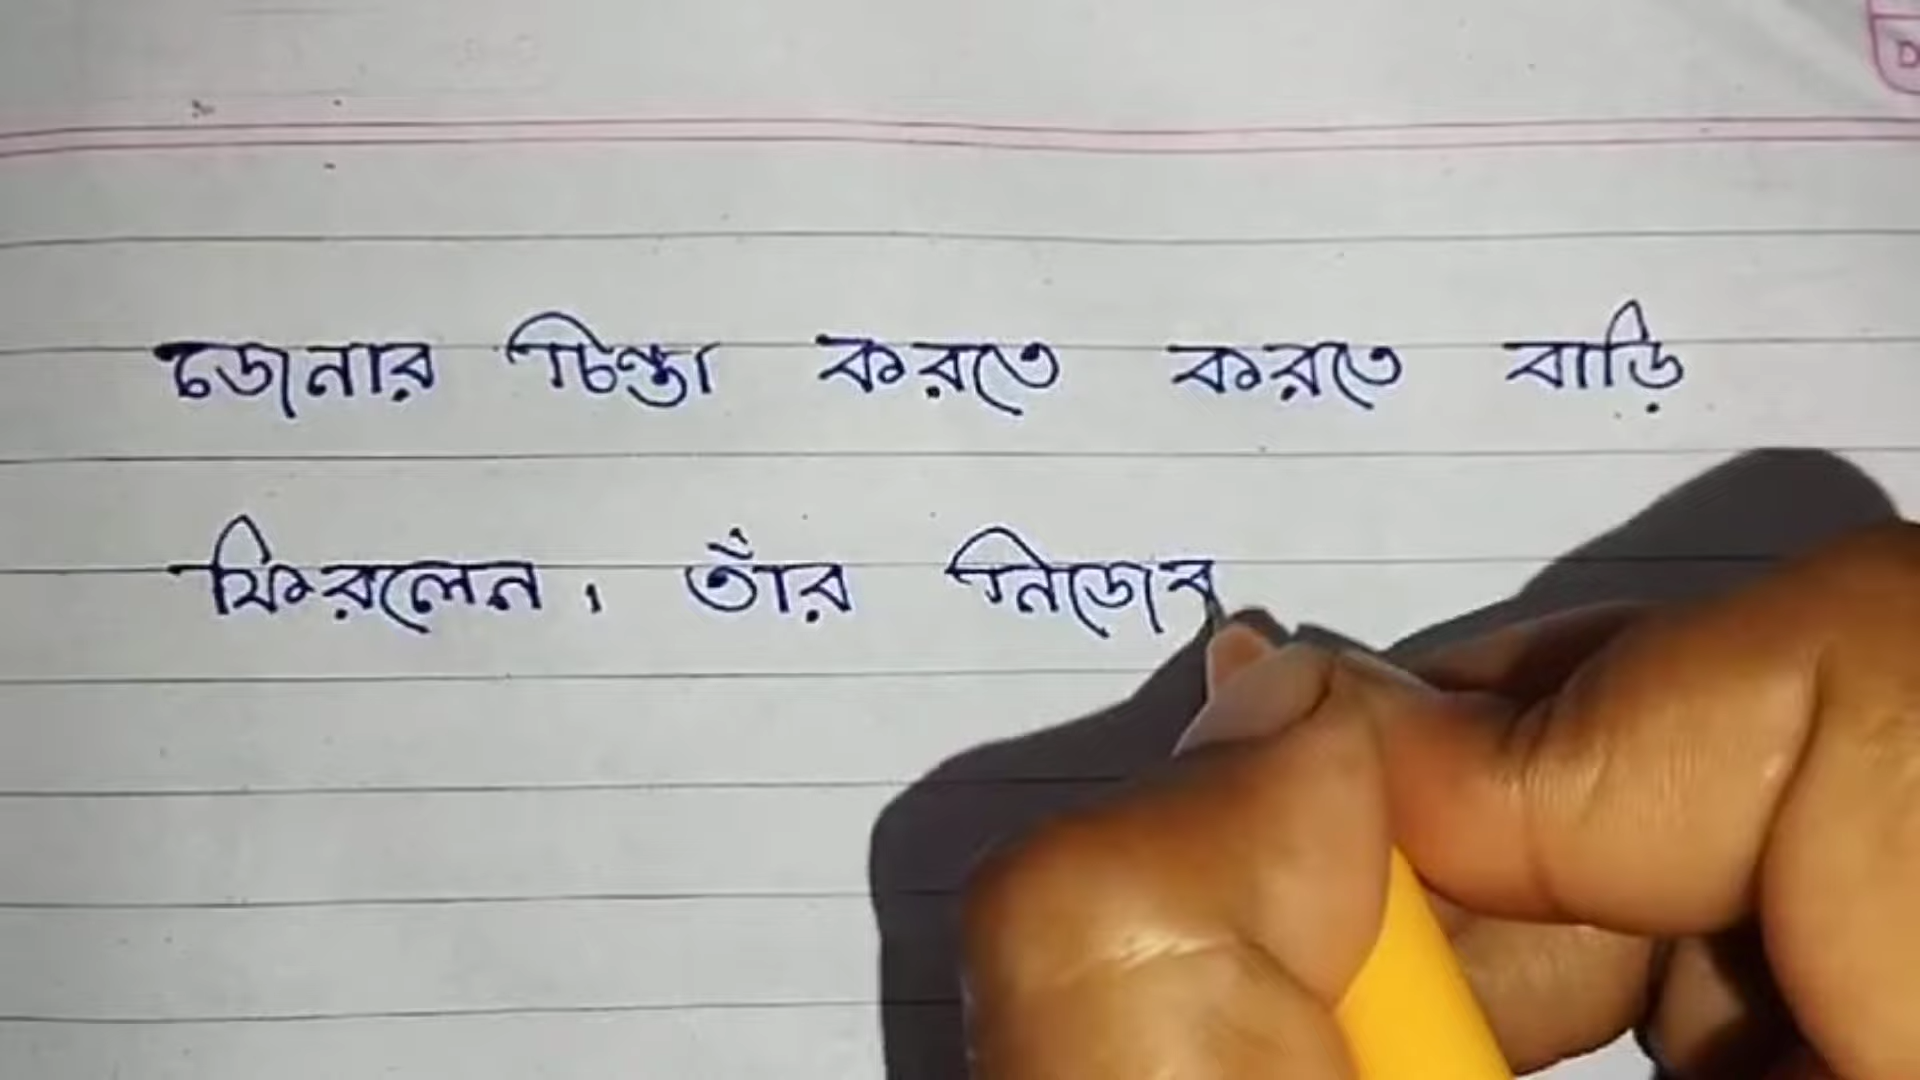 জেনার চিন্তা করতে করতে বাড়ি
ফিরলেন। তাঁর নিজের